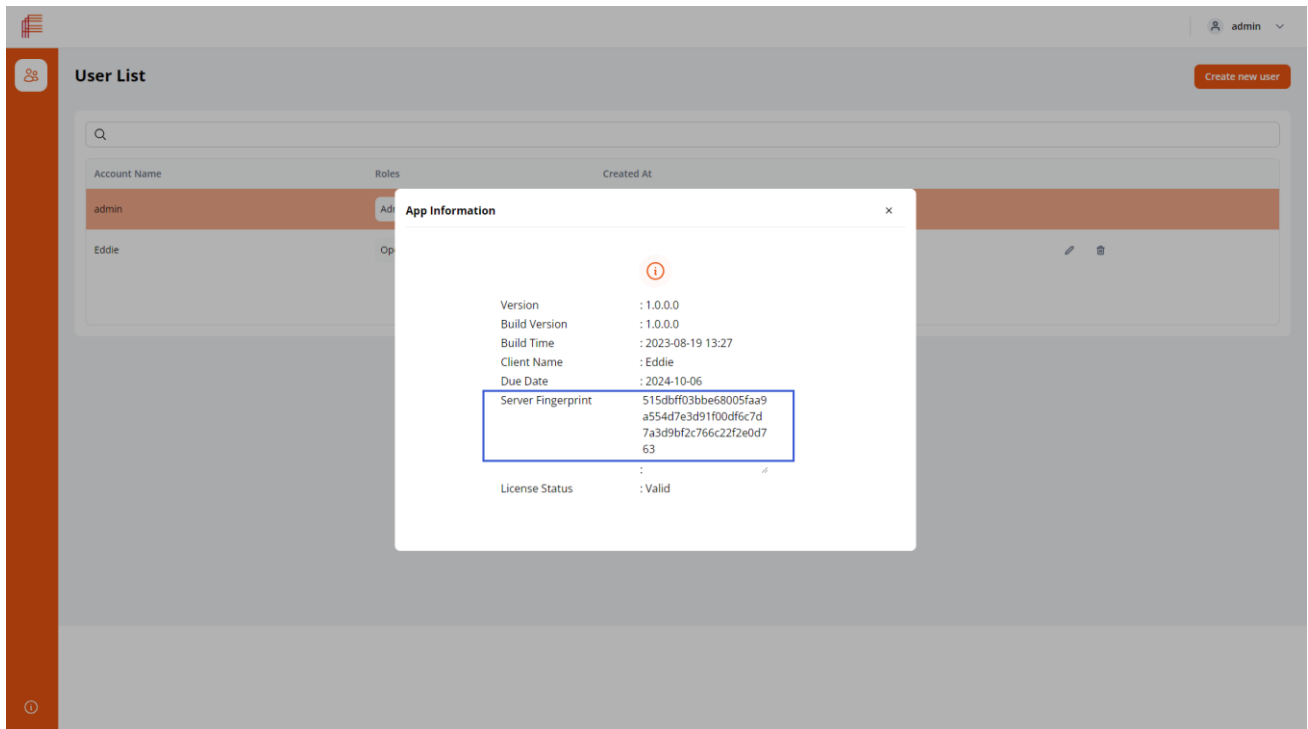 admin
User List
Create new user
Account Name Roles Created At
admin
App Information
Eddie
Version : 1.0.0.0
Build Version : 1.0.0.0
Build Time : 2023-08-19 13:27
Client Name : Eddie
Due Date : 2024-10-06
Server Fingerprint 515dbff03bbe68005faa9
a554d7e3d91f00df6c7d
7a3d9bf2c766c22f2e0d7
63
:
License Status : Valid